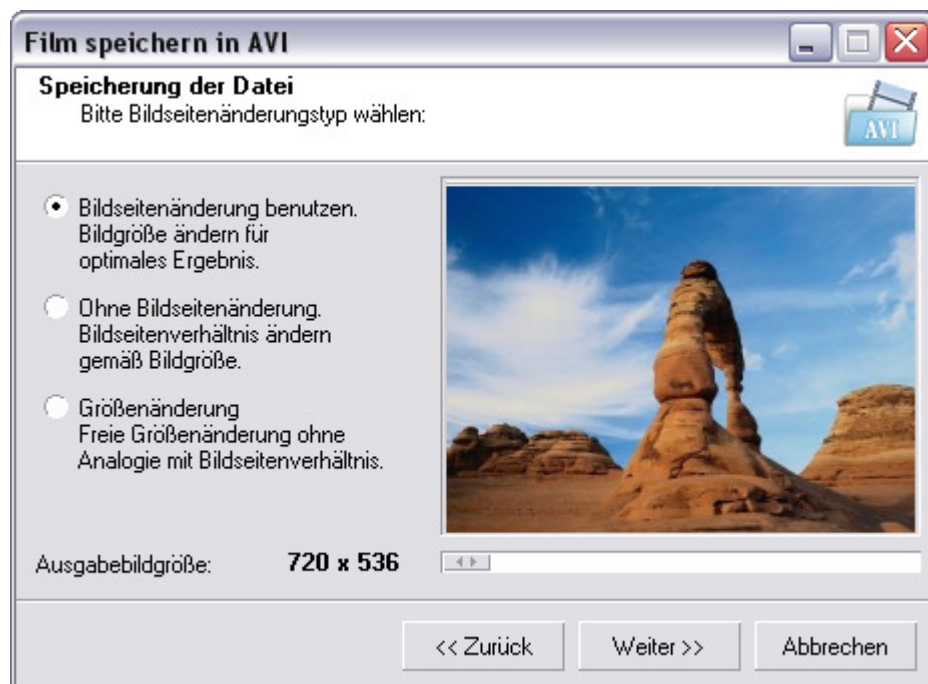 Film speichern in AVI
Speicherung der Datei
Bitte Bildseitenänderungstyp wählen:
AVI
Bildseitenänderung benutzen.
Bildgröße ändern für
optimales Ergebnis.
Ohne Bildseitenänderung.
Bildseitenverhältnis ändern
gemäß Bildgröße.
Größenänderung
Freie Größenänderung ohne
Analogie mit Bildseitenverhältnis.
Ausgabebildgröße: 720 x 536
<< Zurück Weiter >> Abbrechen